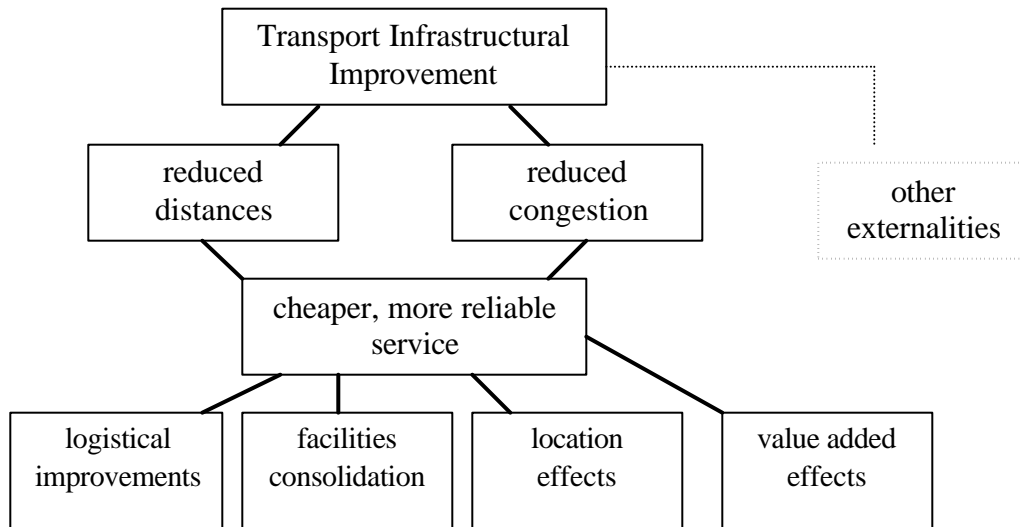 Transport Infrastructural
Improvement
reduced
distances
reduced
congestion
other
externalities
cheaper, more reliable
service
logistical
improvements
facilities
consolidation
location
effects
value added
effects